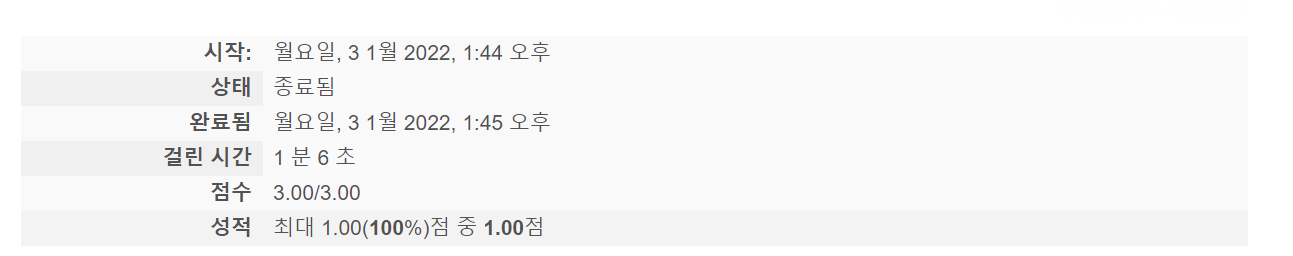 시작: 월요일, 3 1월 2022, 1:44 오후
상태 종료됨
완료됨 월요일, 3 1월 2022, 1:45 오후
걸린 시간 1 분 6 초
점수 3.00/3.00
성적 최대 1.00(100%)점 중 1.00점